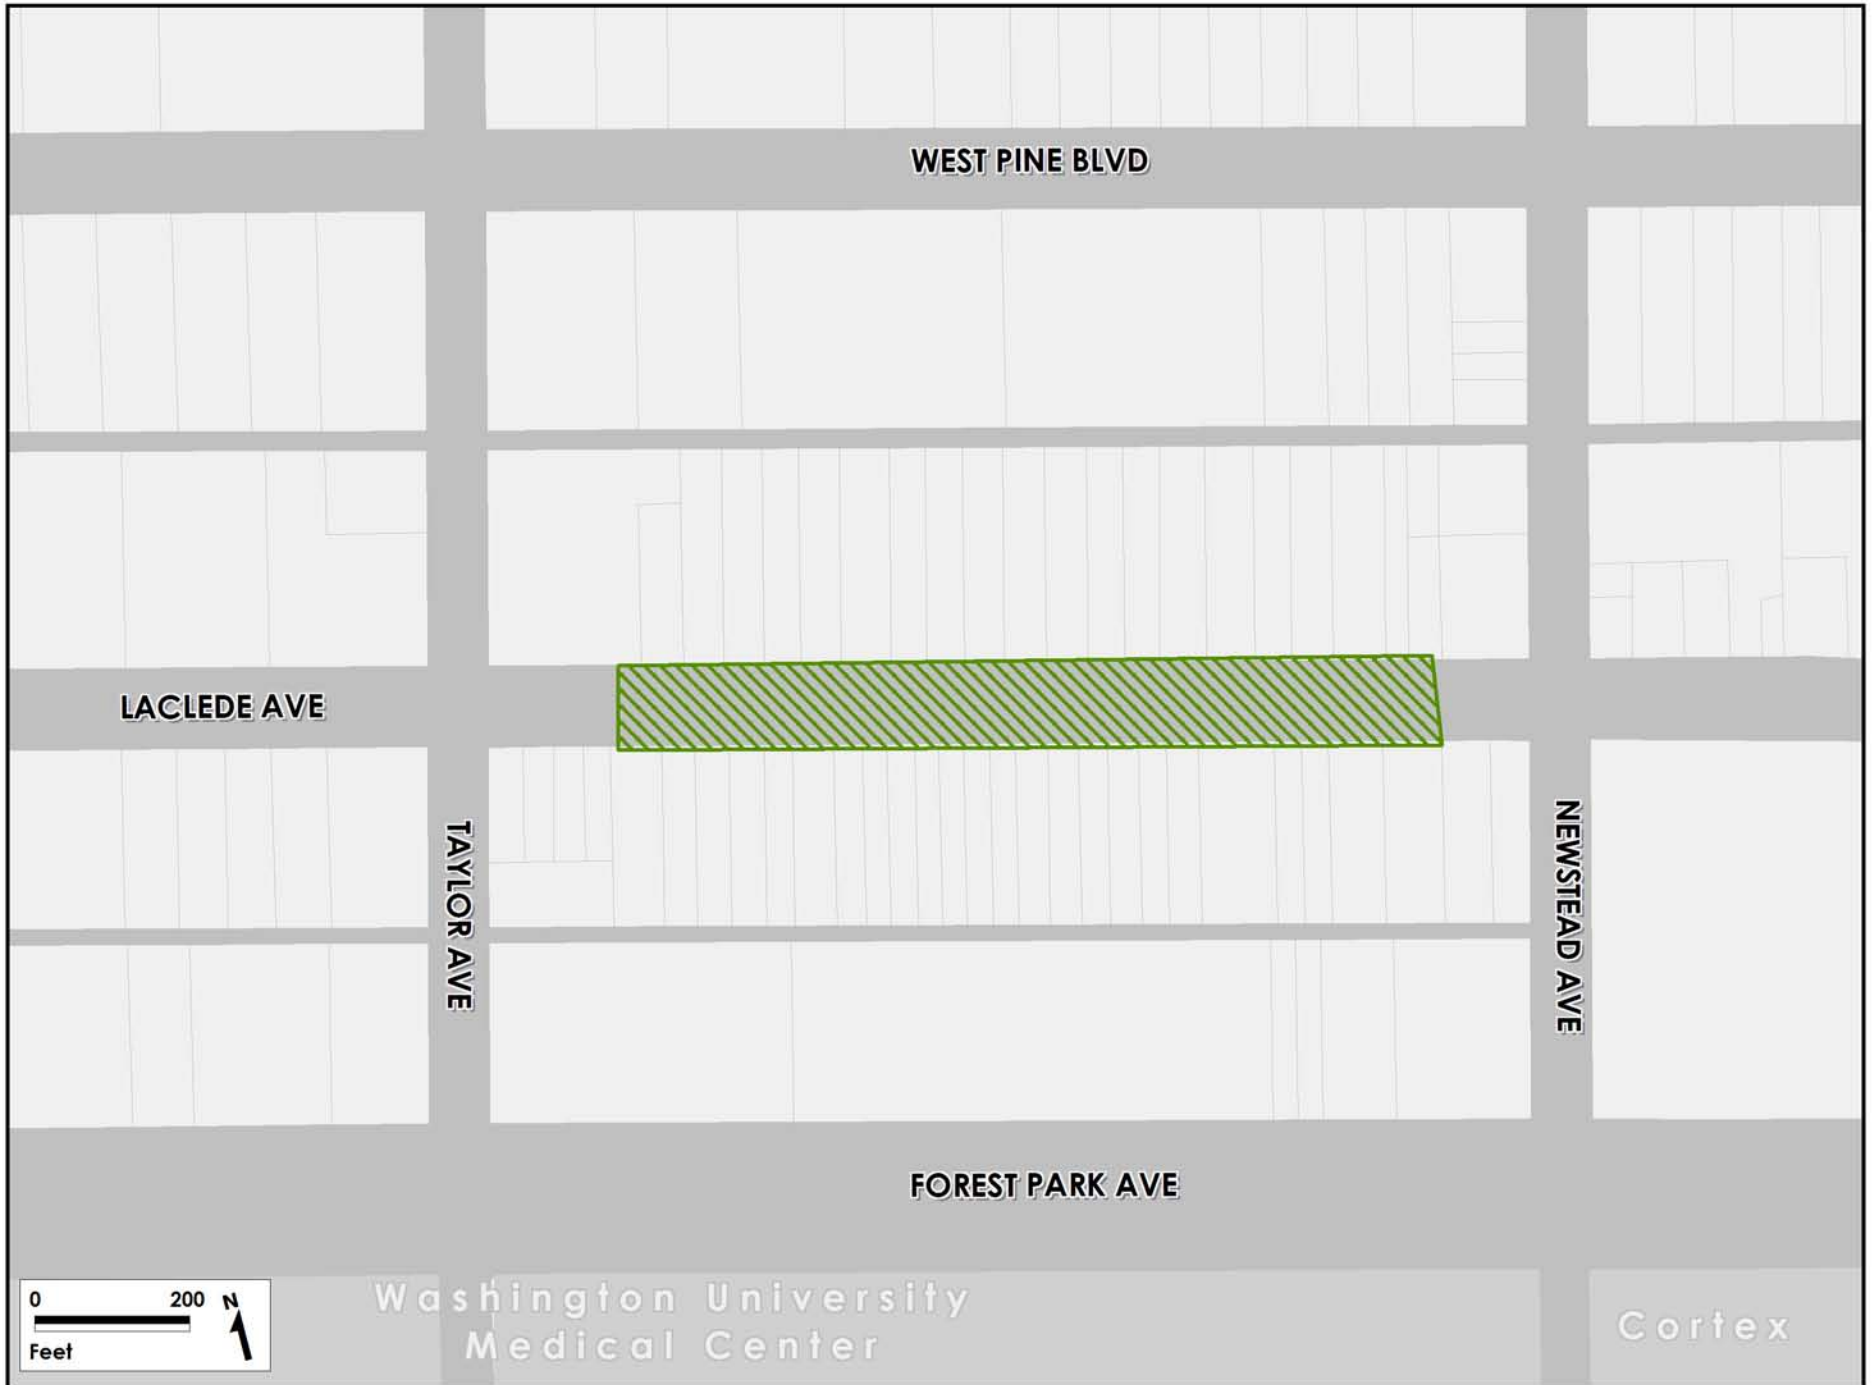 WEST PINE BLVD
LACLEDE AVE
TAYLOR AVE
NEWSTEAD AVE
FOREST PARK AVE
0 200 N
Feet
Washington University
Medical Center
Cortex